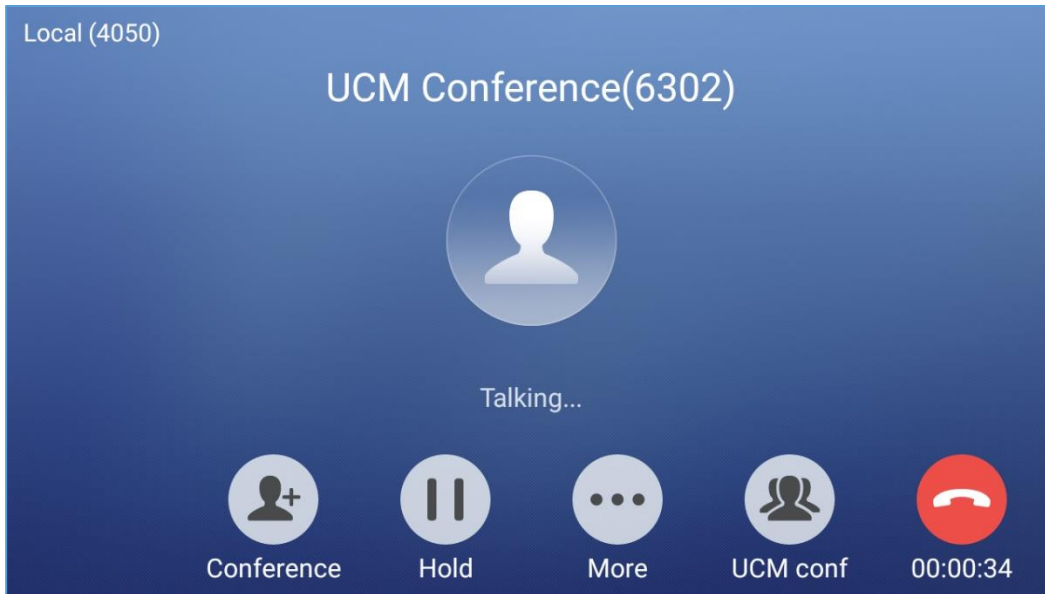 Local (4050)
UCM Conference(6302)
Talking...
Conference Hold More UCM conf 00:00:34